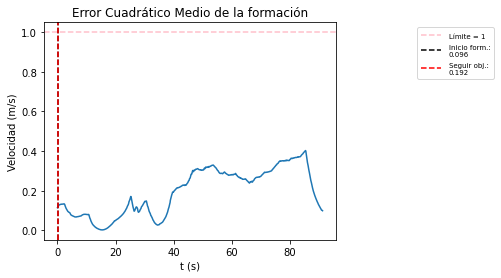 Error Cuadrático Medio de la formación
Límite = 1
Inicio form.:
0.096
Seguir obj.:
0.192
1.0
0.8
0.6
0.4
0.2
0.0
Velocidad (m/s)
0 20 40 60 80
t (s)